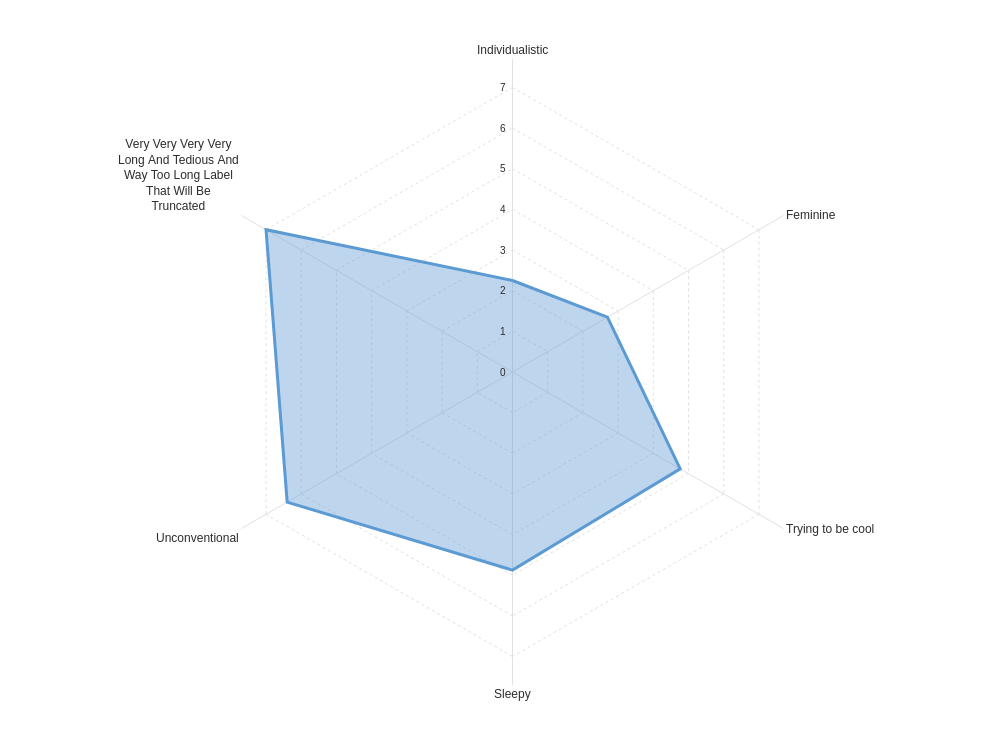 Individualistic
7
6
5
4
3
2
1
0
Very Very Very Very
Long And Tedious And
Way Too Long Label
That Will Be
Truncated
Feminine
Unconventional
Trying to be cool
Sleepy